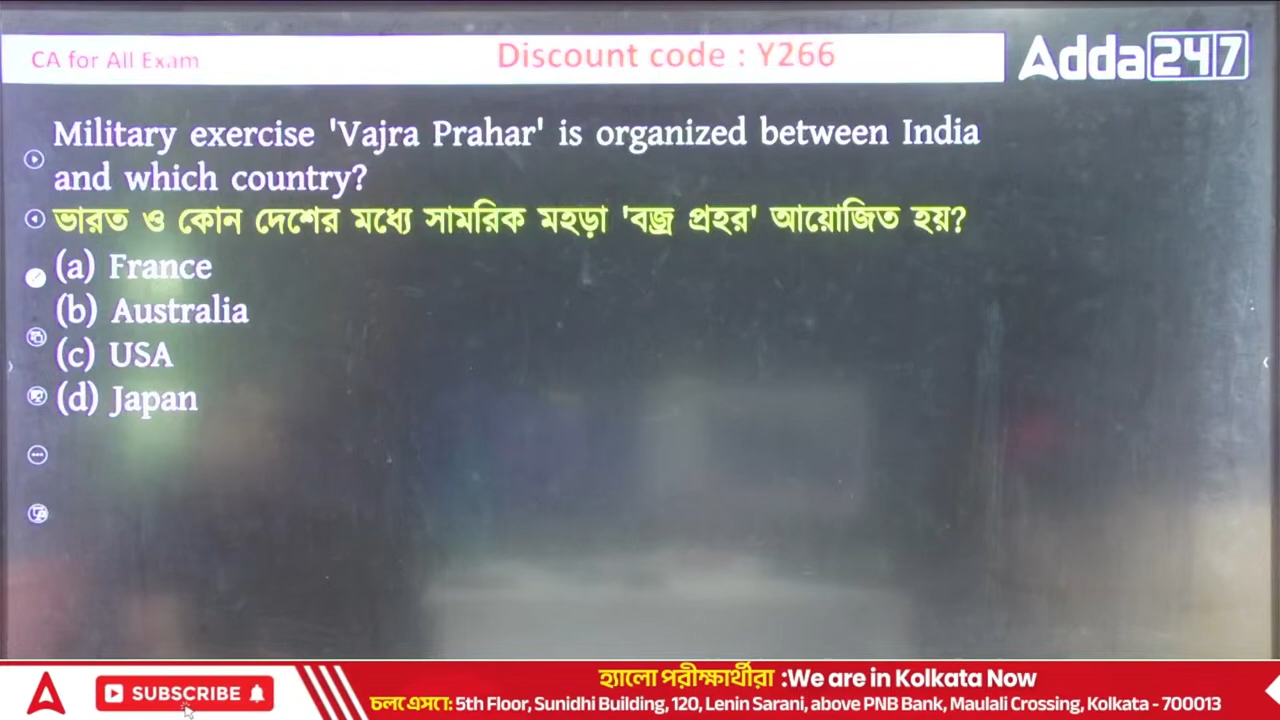 CA for All Exam
Discount code : Y266
Adda247
Military exercise 'Vajra Prahar' is organized between India
and which country?
ভারত ও কোন দেশের মধ্যে সামরিক মহড়া 'বজ্র প্রহর' আয়োজিত হয়?
(a) France
(b) Australia
(c) USA
(d) Japan
SUBSCRIBE
হ্যালো পরীক্ষার্থীরা :We are in Kolkata Now
চলে এসো: 5th Floor, Sunidhi Building, 120, Lenin Sarani, above PNB Bank, Maulali Crossing, Kolkata - 700013